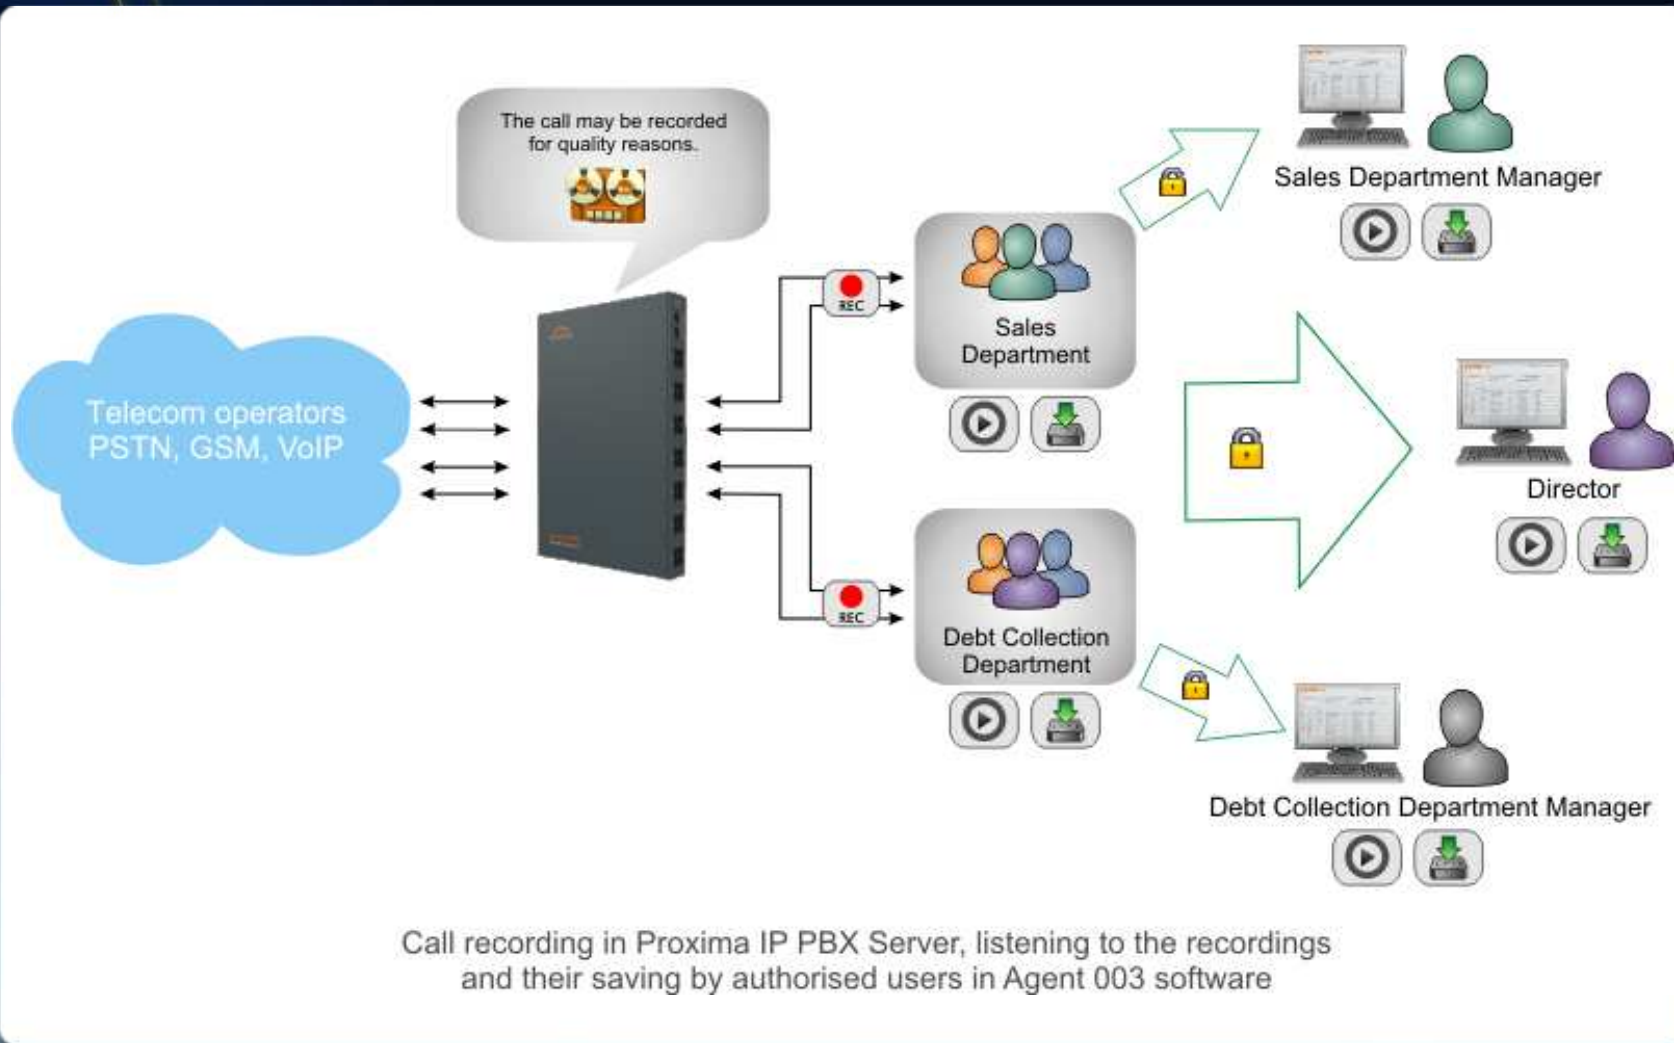 The call may be recorded
for quality reasons.
Telecom operators
PSTN, GSM, VoIP
REC
Sales
Department
REC
Debt Collection
Department
Sales Department Manager
Director
Debt Collection Department Manager
Call recording in Proxima IP PBX Server, listening to the recordings
and their saving by authorised users in Agent 003 software